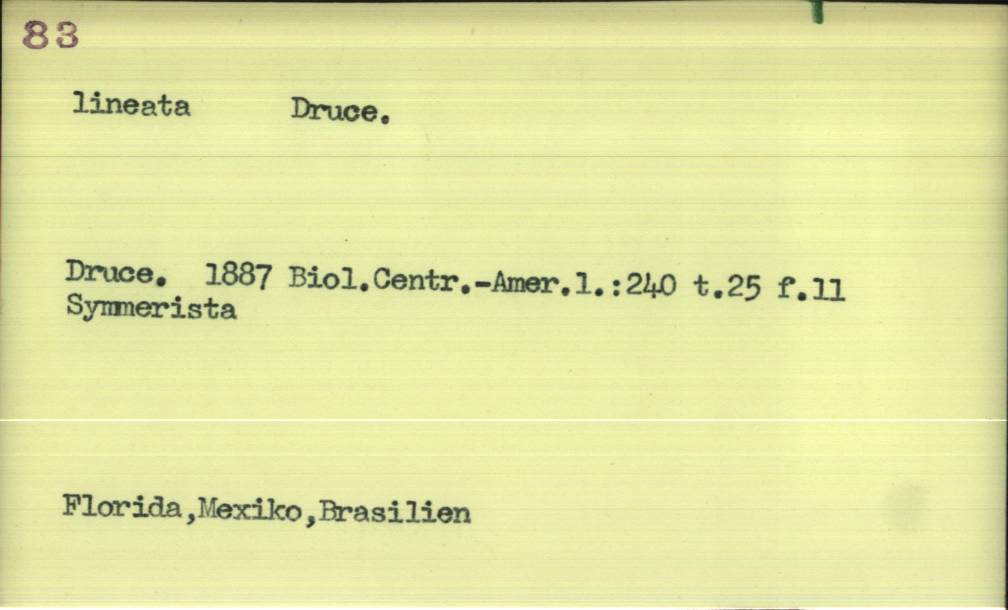 83
lineata Druce.
Druce. 1887 Biol.Centr.-Amer.1.:240 t.25 f.11
Symmerista
Florida,Mexiko,Brasilien